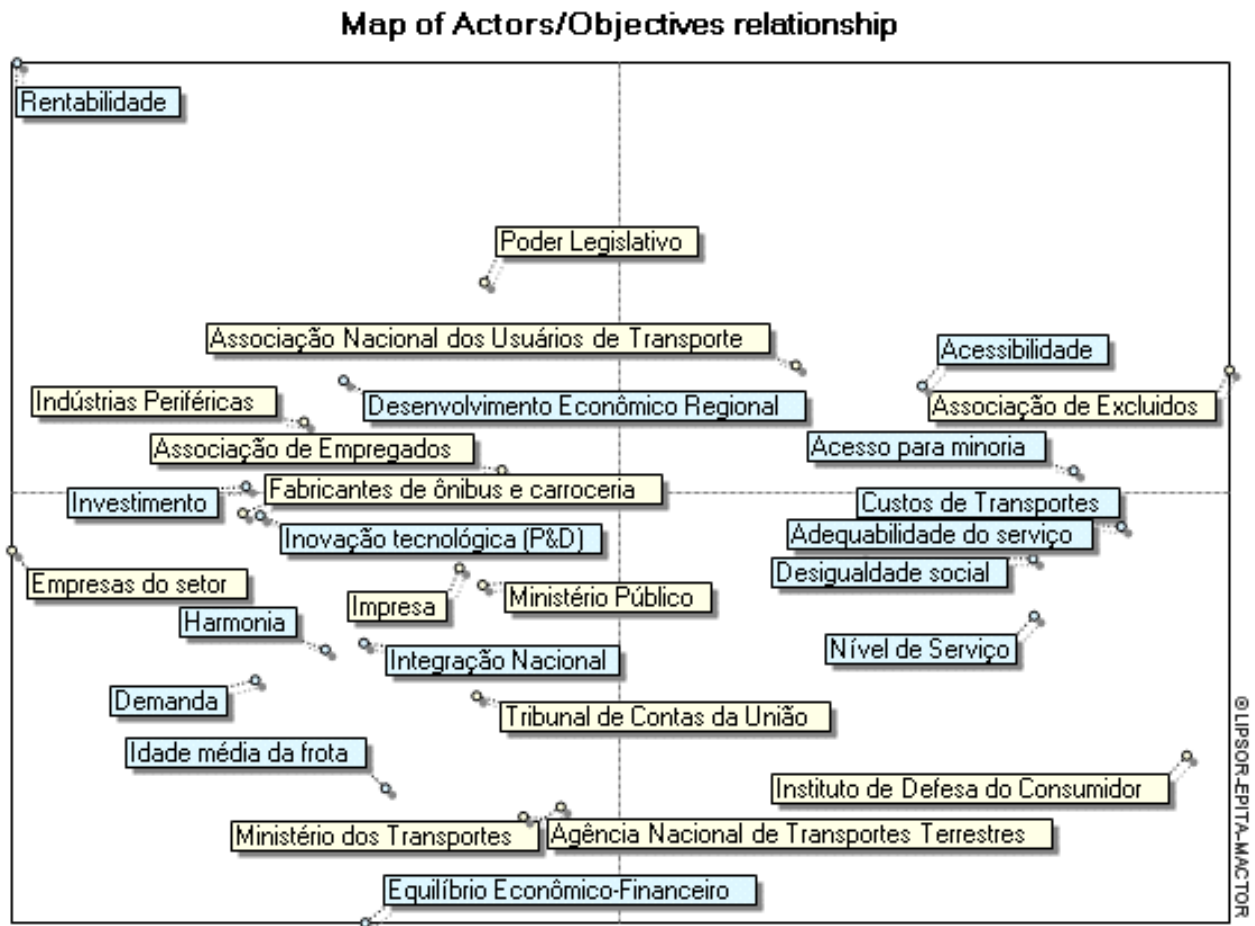 Map of Actors/Objectives relationship
Rentabilidade
Poder Legislativo
Associação Nacional dos Usuários de Transporte
Acessibilidade
Indústrias Periféricas
Desenvolvimento Econômico Regional
Associação de Excluidos
Associação de Empregados
Acesso para minoria
Investimento
Fabricantes de ônibus e carroceria
Custos de Transportes
Inovação tecnológica (P&D)
Adequabilidade do serviço
Empresas do setor
Desigualdade social
Impresa
Ministério Público
Harmonia
Integração Nacional
Nível de Serviço
Demanda
Tribunal de Contas da União
Idade média da frota
Instituto de Defesa do Consumidor
Ministério dos Transportes
Agência Nacional de Transportes Terrestres
Equilíbrio Econômico-Financeiro
© LIPSOR-EPITA-MACTOR